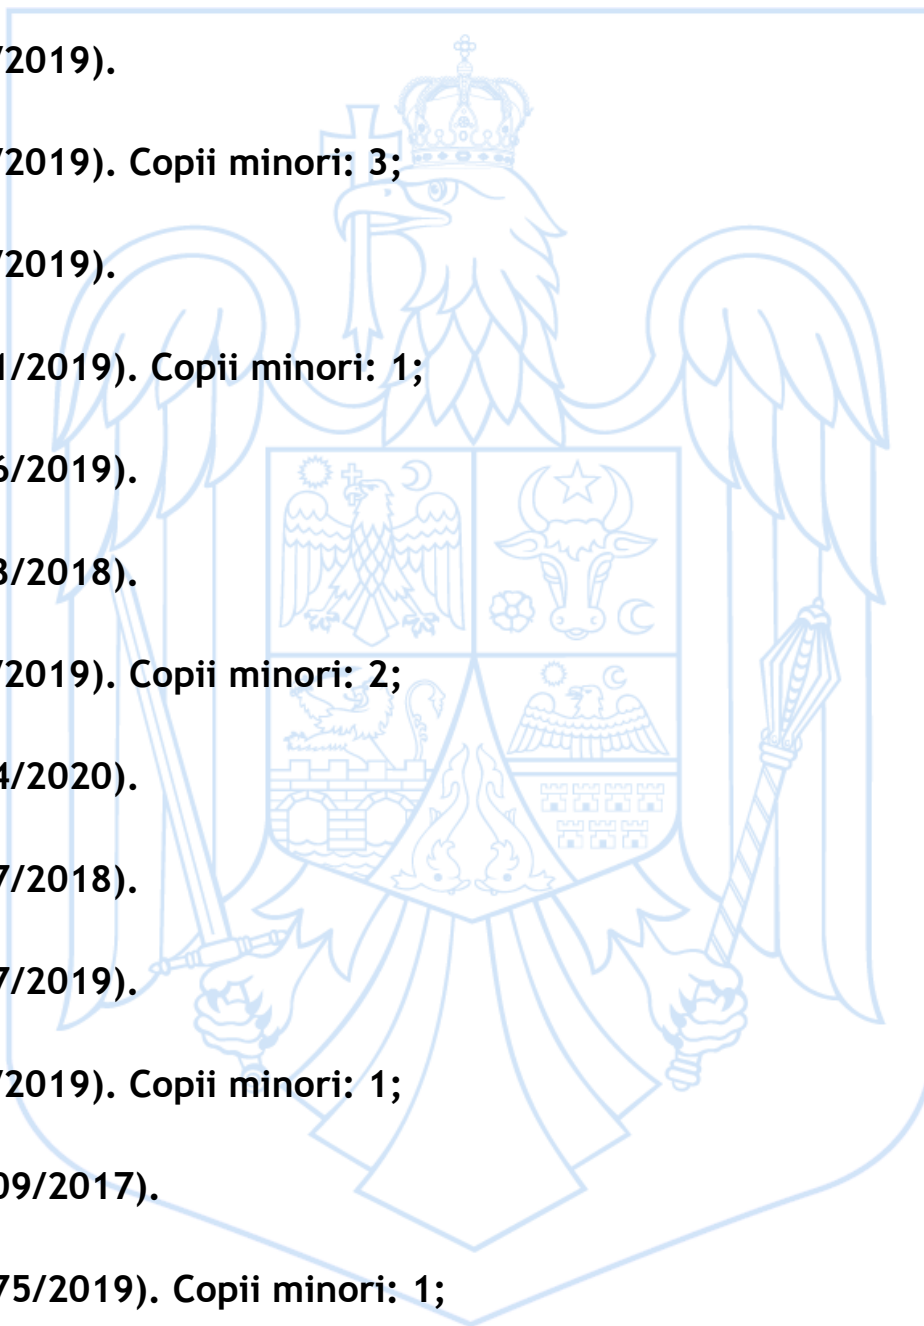 /2019).
/2019). Copii minori: 3;
/2019).
1/2019). Copii minori: 1;
6/2019).
3/2018).
/2019). Copii minori: 2;
4/2020).
7/2018).
7/2019).
/2019). Copii minori: 1;
09/2017).
75/2019). Copii minori: 1;